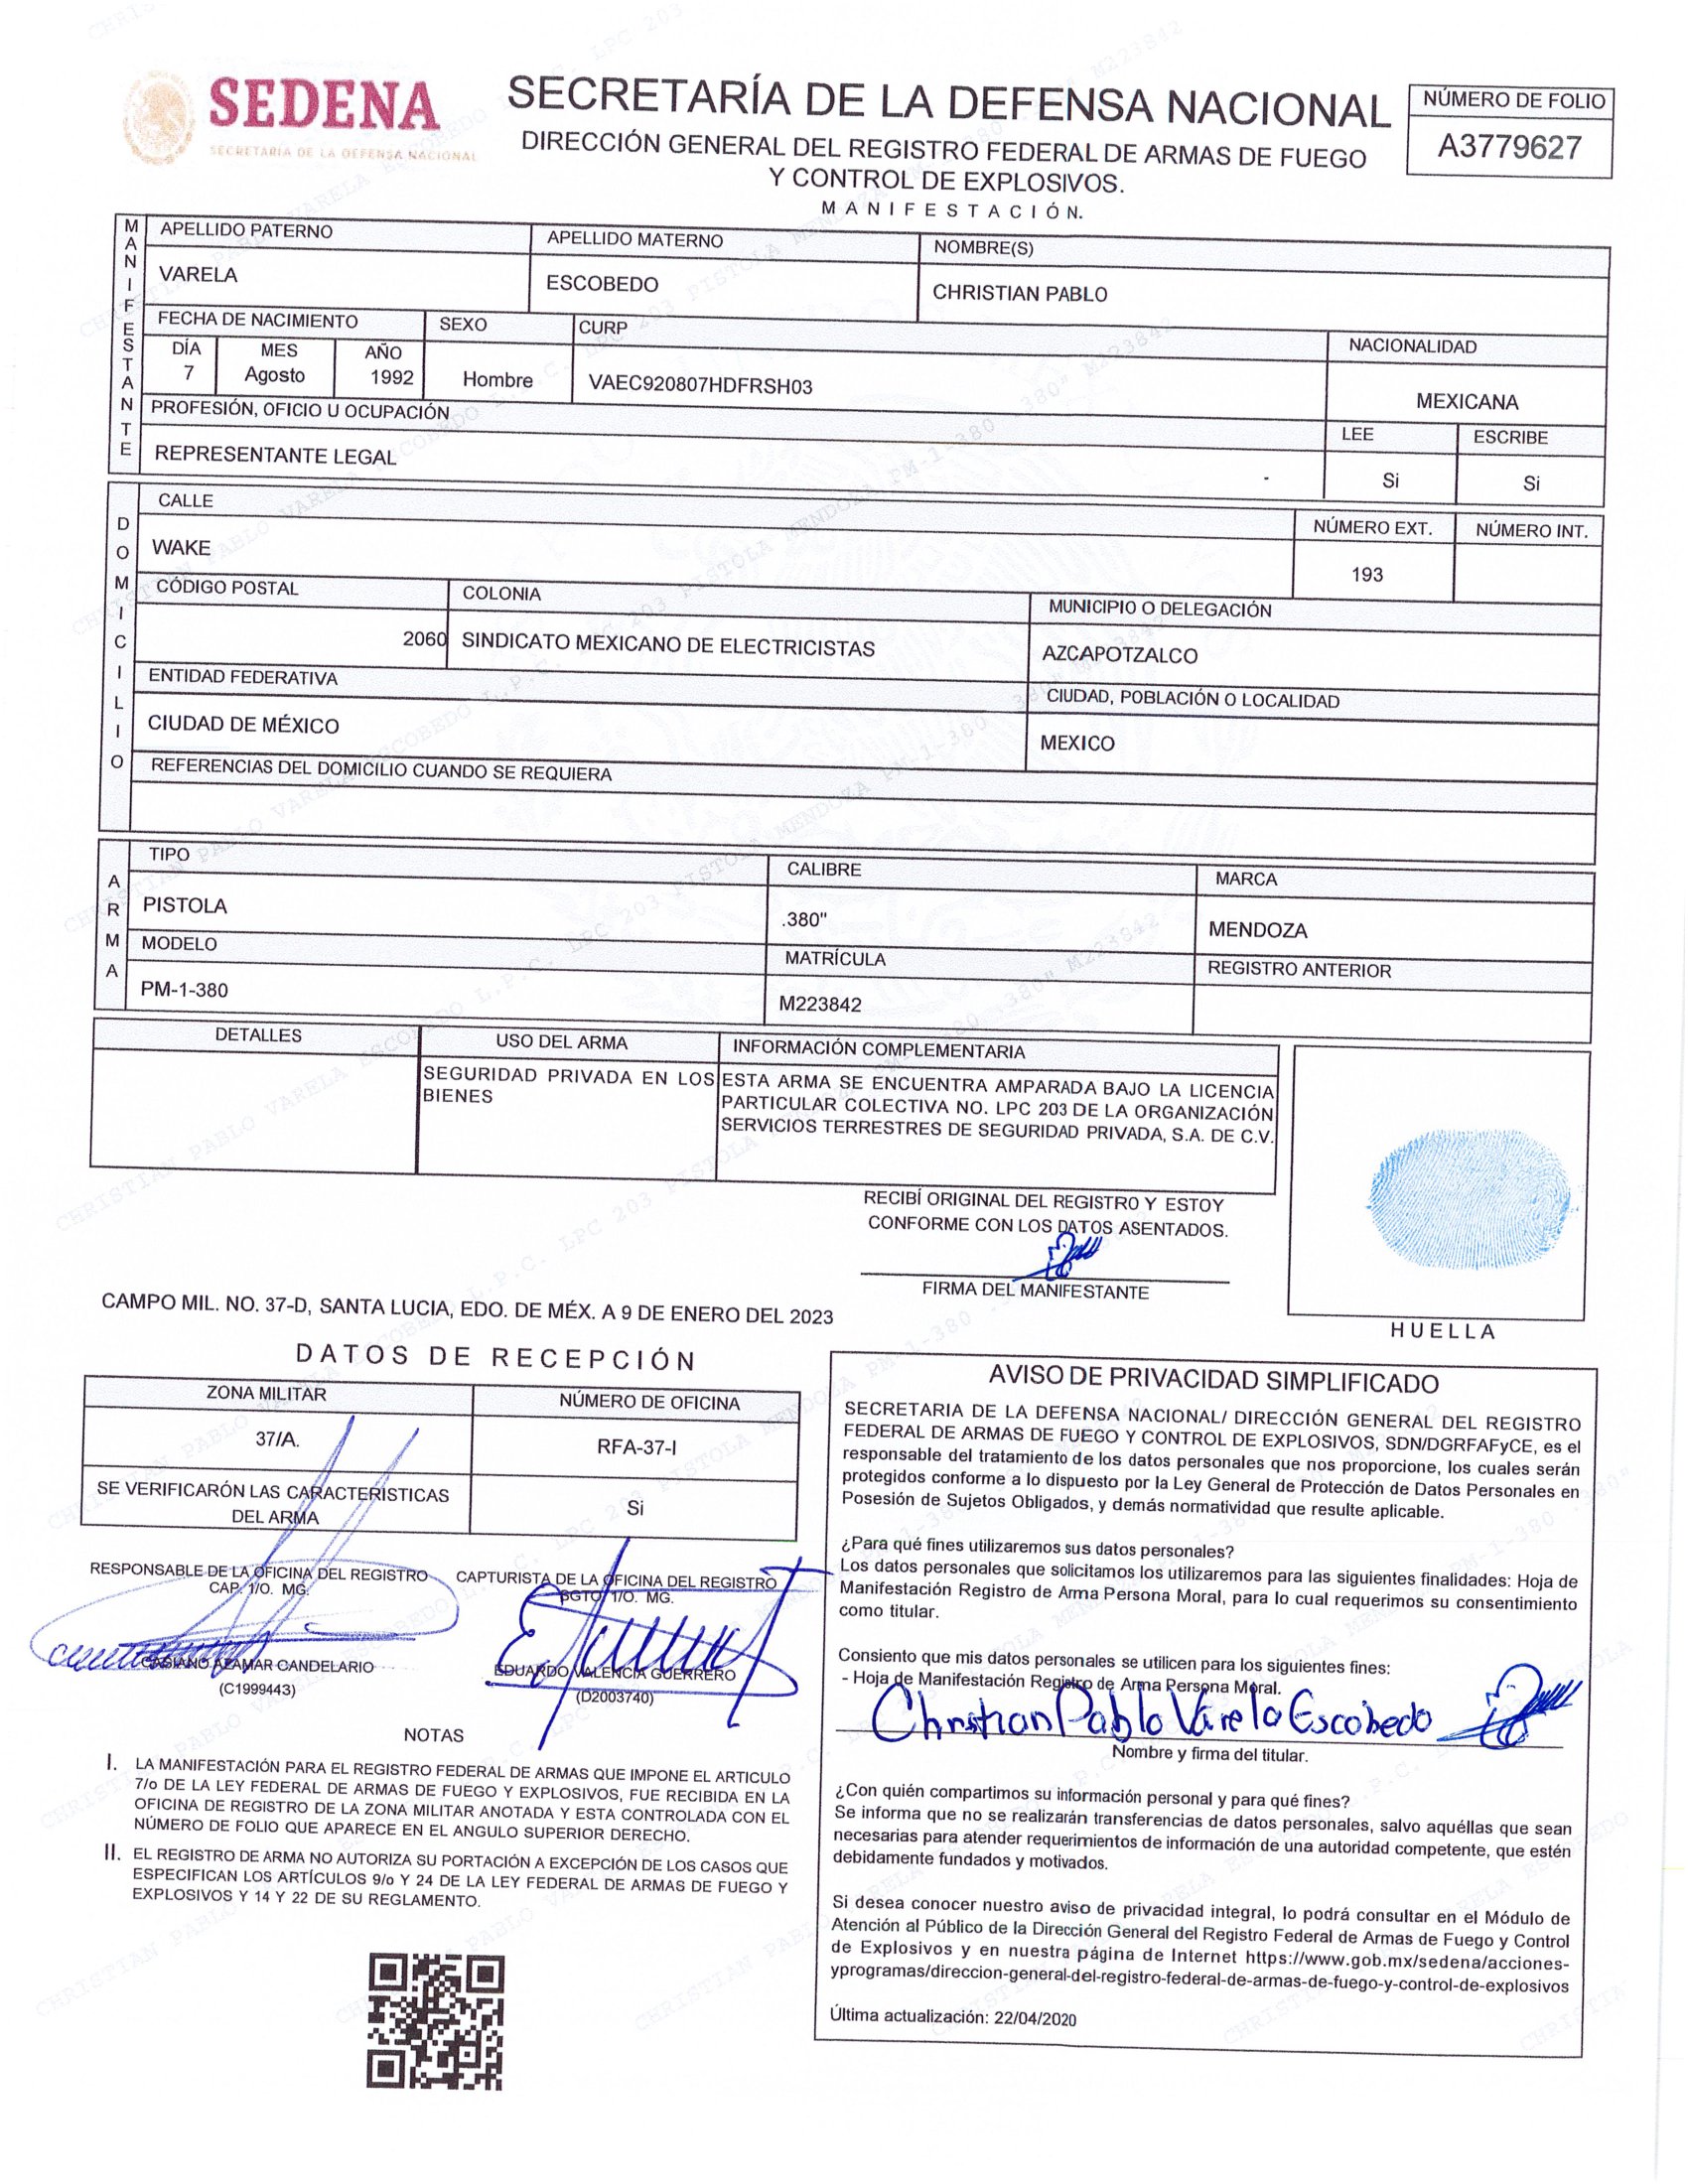 SEDENA
SECRETARÍA DE LA DEFENSA NACIONAL
SECRETARÍA DE LA DEFENSA NACIONAL
DIRECCIÓN GENERAL DEL REGISTRO FEDERAL DE ARMAS DE FUEGO
Y CONTROL DE EXPLOSIVOS.
MANIFESTACIÓN.
NÚMERO DE FOLIO
A3779627
MANIFESTANTE
APELLIDO PATERNO
APELLIDO MATERNO
NOMBRE(S)
VARELA
ESCOBEDO
CHRISTIAN PABLO
FECHA DE NACIMIENTO
SEXO
CURP
NACIONALIDAD
DÍA
MES
AÑO
7
Agosto
1992
Hombre
VAEC920807HDFRSH03
MEXICANA
PROFESIÓN, OFICIO U OCUPACIÓN
LEE
ESCRIBE
REPRESENTANTE LEGAL
Si
Si
DOMICILIO
CALLE
NÚMERO EXT.
NÚMERO INT.
WAKE
193
CÓDIGO POSTAL
COLONIA
MUNICIPIO O DELEGACIÓN
2060
SINDICATO MEXICANO DE ELECTRICISTAS
AZCAPOTZALCO
ENTIDAD FEDERATIVA
CIUDAD, POBLACIÓN O LOCALIDAD
CIUDAD DE MÉXICO
MEXICO
REFERENCIAS DEL DOMICILIO CUANDO SE REQUIERA
ARMA
TIPO
CALIBRE
MARCA
PISTOLA
.380"
MENDOZA
MODELO
MATRÍCULA
REGISTRO ANTERIOR
PM-1-380
M223842
DETALLES
USO DEL ARMA
INFORMACIÓN COMPLEMENTARIA
SEGURIDAD PRIVADA EN LOS
BIENES
ESTA ARMA SE ENCUENTRA AMPARADA BAJO LA LICENCIA
PARTICULAR COLECTIVA NO. LPC 203 DE LA ORGANIZACIÓN
SERVICIOS TERRESTRES DE SEGURIDAD PRIVADA, S.A. DE C.V.
RECIBÍ ORIGINAL DEL REGISTRO Y ESTOY
CONFORME CON LOS DATOS ASENTADOS.
FIRMA DEL MANIFESTANTE
HUELLA
CAMPO MIL. NO. 37-D, SANTA LUCIA, EDO. DE MÉX. A 9 DE ENERO DEL 2023
DATOS DE RECEPCIÓN
ZONA MILITAR
NÚMERO DE OFICINA
37/A.
RFA-37-I
SE VERIFICARÓN LAS CARACTERISTICAS
DEL ARMA
Si
RESPONSABLE DE LA OFICINA DEL REGISTRO
CAP. 1/O. MG.
CANDELARIO
(C1999443)
CAPTURISTA DE LA OFICINA DEL REGISTRO
SGTO. 1/O. MG.
EDUARDO VALENCIA GUERRERO
(D2003740)
NOTAS
I. LA MANIFESTACIÓN PARA EL REGISTRO FEDERAL DE ARMAS QUE IMPONE EL ARTICULO
7/o DE LA LEY FEDERAL DE ARMAS DE FUEGO Y EXPLOSIVOS, FUE RECIBIDA EN LA
OFICINA DE REGISTRO DE LA ZONA MILITAR ANOTADA Y ESTA CONTROLADA CON EL
NÚMERO DE FOLIO QUE APARECE EN EL ANGULO SUPERIOR DERECHO.
II. EL REGISTRO DE ARMA NO AUTORIZA SU PORTACIÓN A EXCEPCIÓN DE LOS CASOS QUE
ESPECIFICAN LOS ARTÍCULOS 9/o Y 24 DE LA LEY FEDERAL DE ARMAS DE FUEGO Y
EXPLOSIVOS Y 14 Y 22 DE SU REGLAMENTO.
AVISO DE PRIVACIDAD SIMPLIFICADO
SECRETARIA DE LA DEFENSA NACIONAL/ DIRECCIÓN GENERAL DEL REGISTRO
FEDERAL DE ARMAS DE FUEGO Y CONTROL DE EXPLOSIVOS, SDN/DGRFAFyCE, es el
responsable del tratamiento de los datos personales que nos proporcione, los cuales serán
protegidos conforme a lo dispuesto por la Ley General de Protección de Datos Personales en
Posesión de Sujetos Obligados, y demás normatividad que resulte aplicable.
¿Para qué fines utilizaremos sus datos personales?
Los datos personales que solicitamos los utilizaremos para las siguientes finalidades: Hoja de
Manifestación Registro de Arma Persona Moral, para lo cual requerimos su consentimiento
como titular.
Consiento que mis datos personales se utilicen para los siguientes fines:
- Hoja de Manifestación Registro de Arma Persona Moral.
Christian Pablo Varela Escobedo
Nombre y firma del titular.
¿Con quién compartimos su información personal y para qué fines?
Se informa que no se realizarán transferencias de datos personales, salvo aquéllas que sean
necesarias para atender requerimientos de información de una autoridad competente, que estén
debidamente fundados y motivados.
Si desea conocer nuestro aviso de privacidad integral, lo podrá consultar en el Módulo de
Atención al Público de la Dirección General del Registro Federal de Armas de Fuego y Control
de Explosivos y en nuestra página de Internet https://www.gob.mx/sedena/acciones-
yprogramas/direccion-general-del-registro-federal-de-armas-de-fuego-y-control-de-explosivos
Última actualización: 22/04/2020